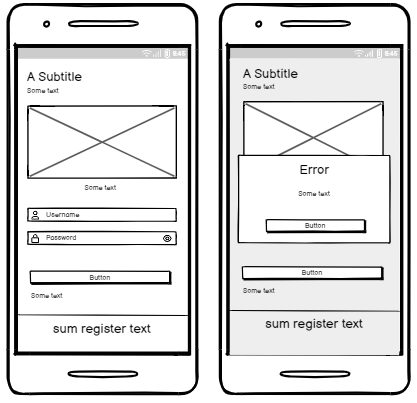 A Subtitle
Some text
Some text
Username
Password
Button
Some text
sum register text
A Subtitle
Some text
Error
Some text
Button
Button
Some text
sum register text